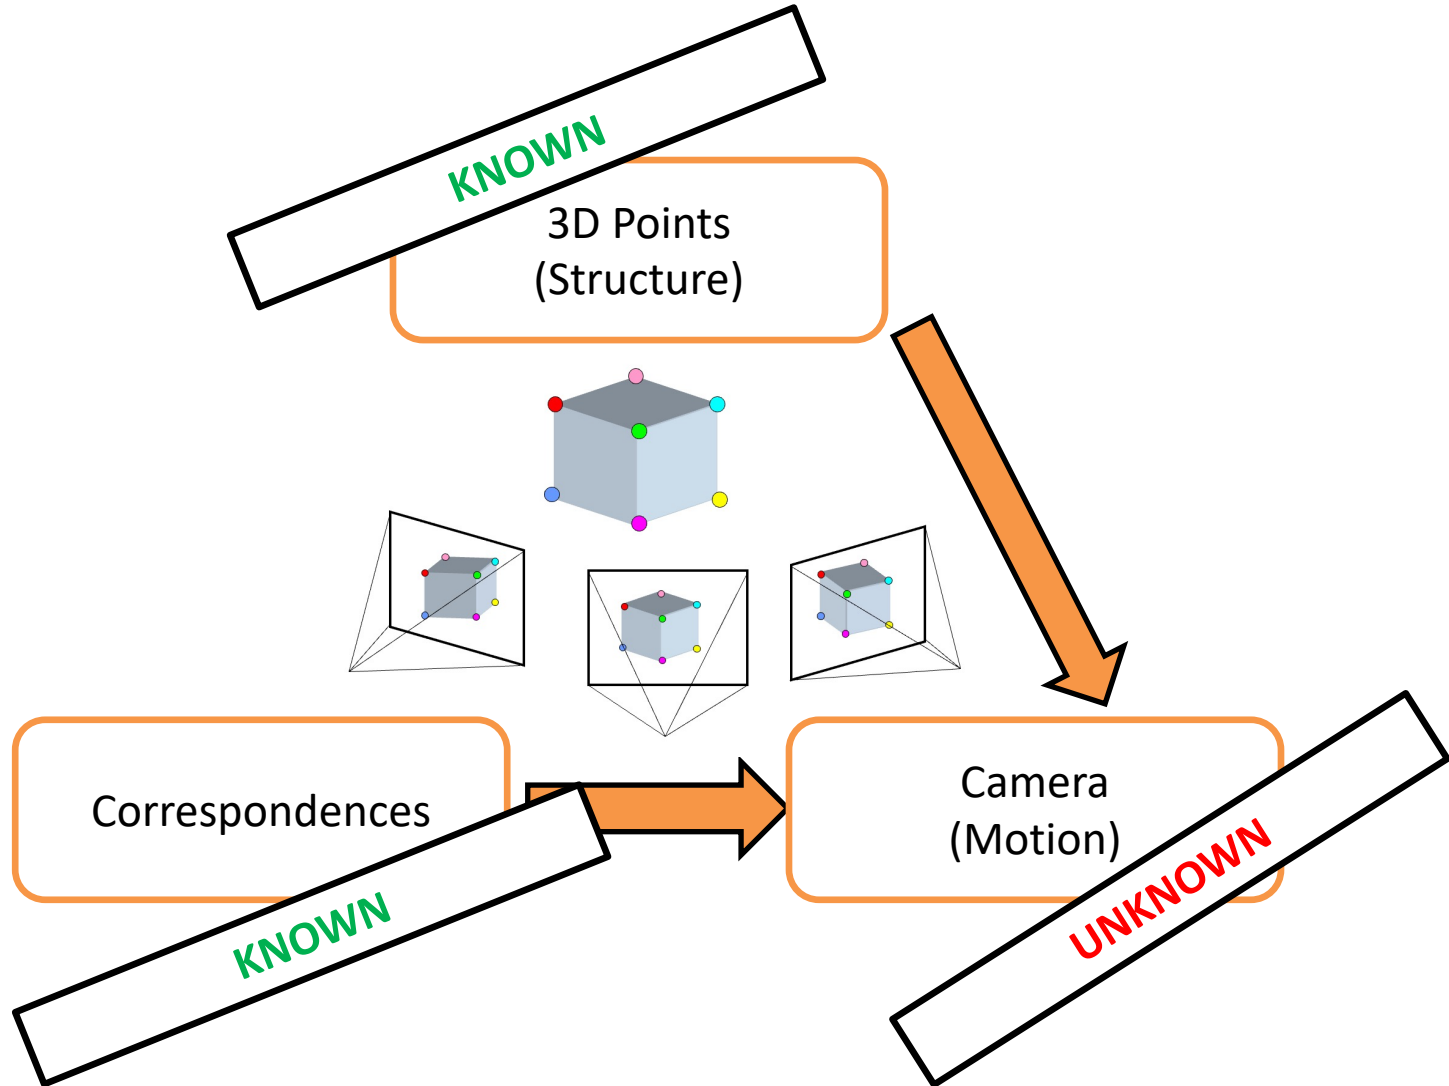 KNOWN
3D Points
(Structure)
Correspondences
KNOWN
Camera
(Motion)
UNKNOWN